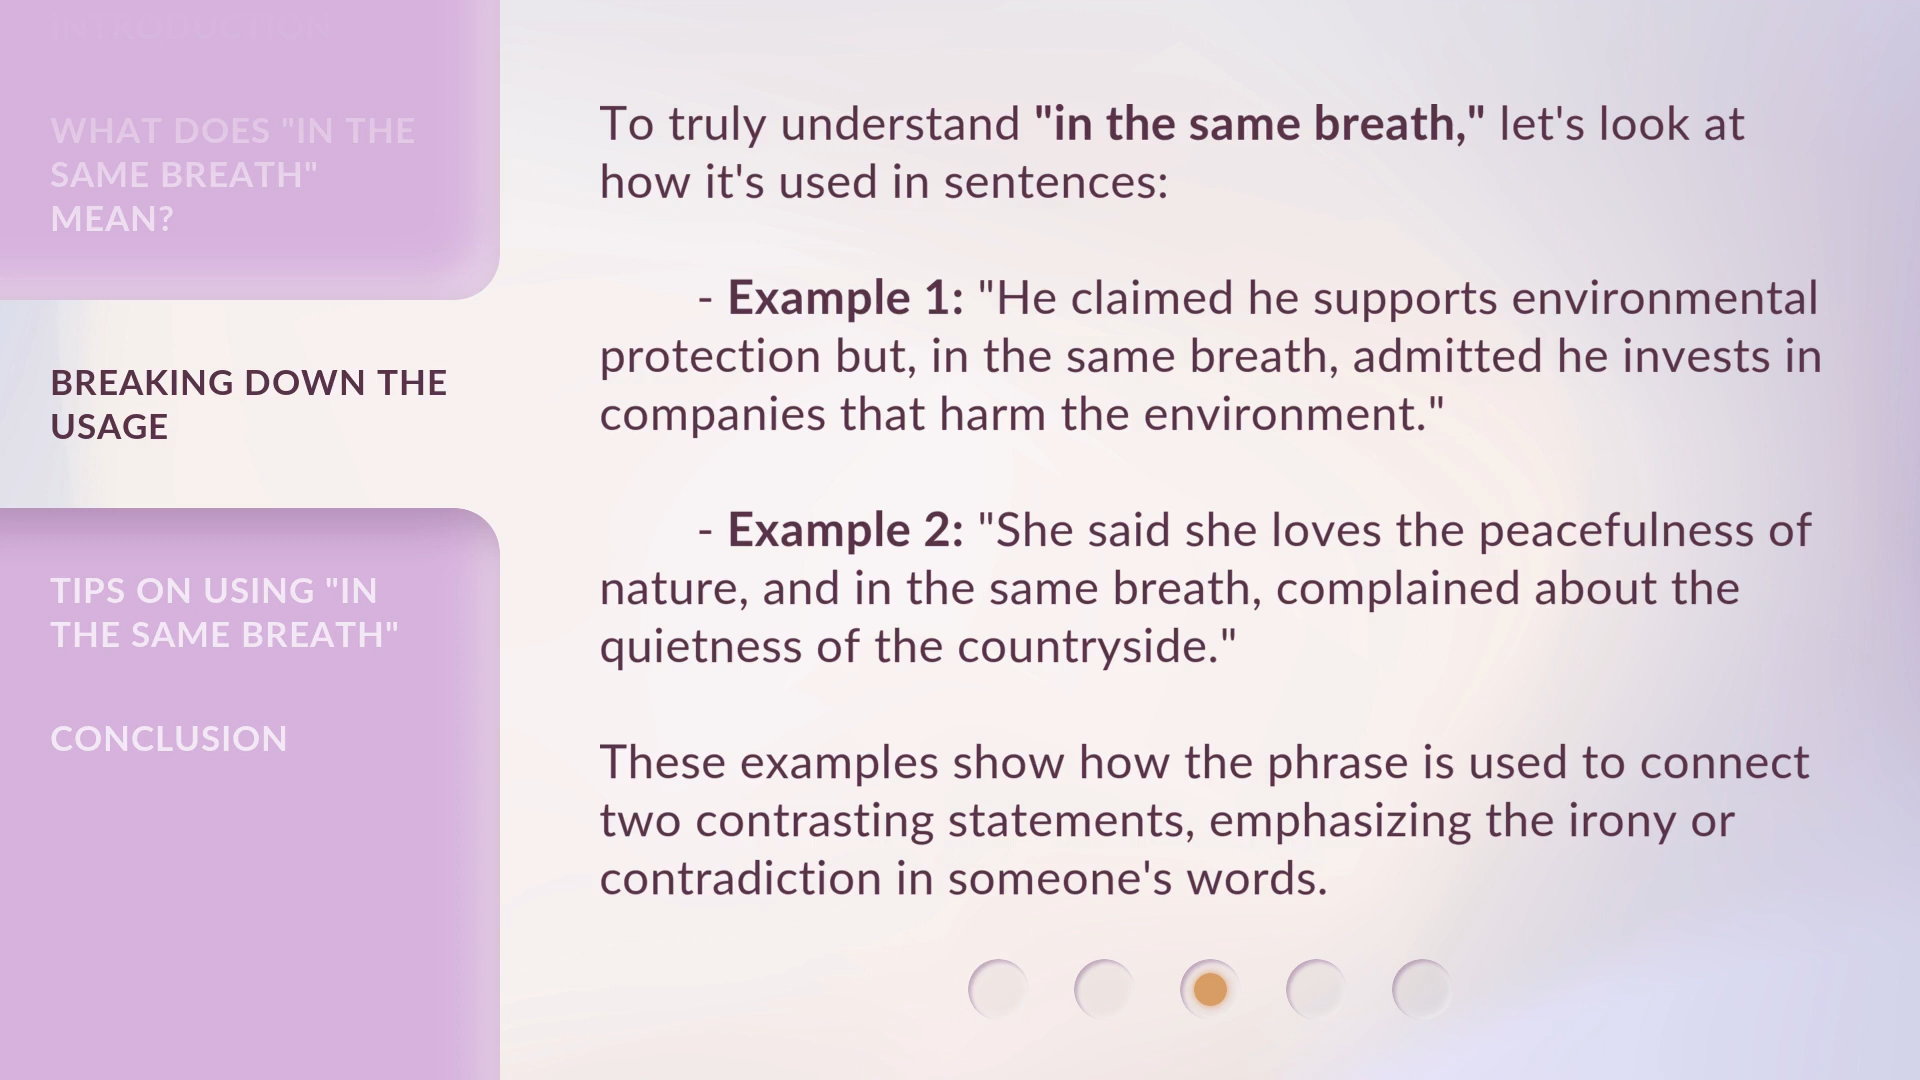 INTRODUCTION
WHAT DOES "IN THE
SAME BREATH"
MEAN?
BREAKING DOWN THE
USAGE
TIPS ON USING "IN
THE SAME BREATH"
CONCLUSION
To truly understand "in the same breath," let's look at
how it's used in sentences:
- Example 1: "He claimed he supports environmental
protection but, in the same breath, admitted he invests in
companies that harm the environment."
- Example 2: "She said she loves the peacefulness of
nature, and in the same breath, complained about the
quietness of the countryside."
These examples show how the phrase is used to connect
two contrasting statements, emphasizing the irony or
contradiction in someone's words.